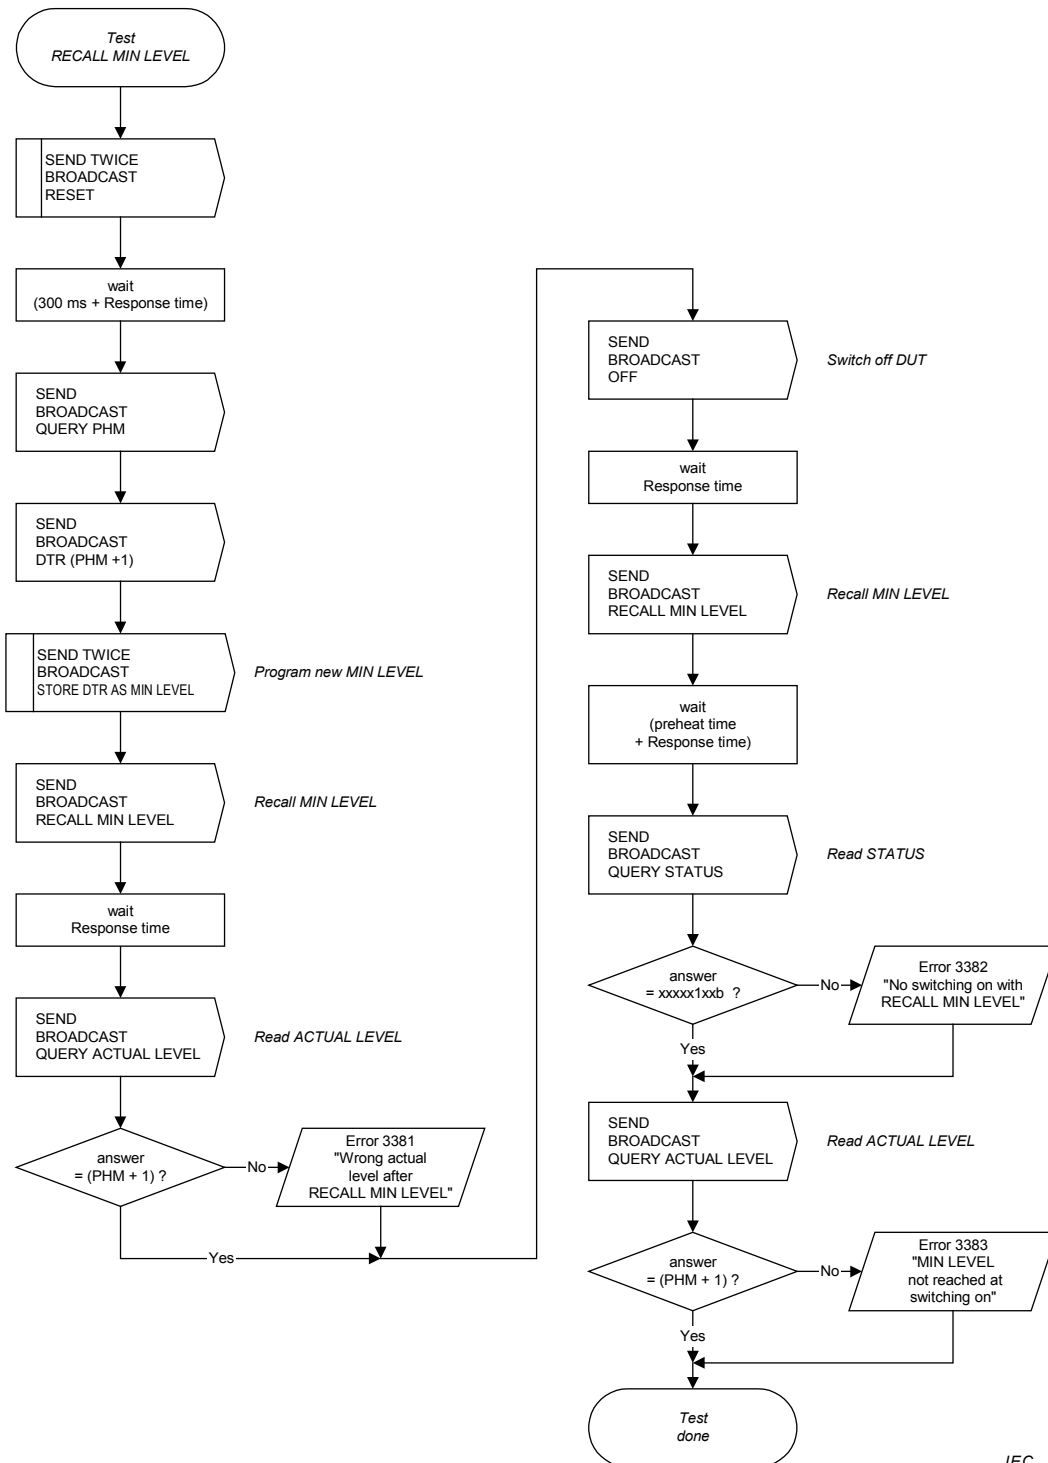 Test
RECALL MIN LEVEL
SEND TWICE
BROADCAST
RESET
wait
(300 ms + Response time)
SEND
BROADCAST
QUERY PHM
SEND
BROADCAST
DTR (PHM +1)
SEND TWICE
BROADCAST
STORE DTR AS MIN LEVEL
Program new MIN LEVEL
SEND
BROADCAST
RECALL MIN LEVEL
Recall MIN LEVEL
wait
Response time
SEND
BROADCAST
QUERY ACTUAL LEVEL
Read ACTUAL LEVEL
answer
= (PHM + 1) ?
No
Error 3381
"Wrong actual
level after
RECALL MIN LEVEL"
Yes
SEND
BROADCAST
OFF
Switch off DUT
wait
Response time
SEND
BROADCAST
RECALL MIN LEVEL
Recall MIN LEVEL
wait
(preheat time
+ Response time)
SEND
BROADCAST
QUERY STATUS
Read STATUS
answer
= xxxxx1xxb ?
No
Error 3382
"No switching on with
RECALL MIN LEVEL"
Yes
SEND
BROADCAST
QUERY ACTUAL LEVEL
Read ACTUAL LEVEL
answer
= (PHM + 1) ?
No
Error 3383
"MIN LEVEL
not reached at
switching on"
Yes
Test
done
IEC